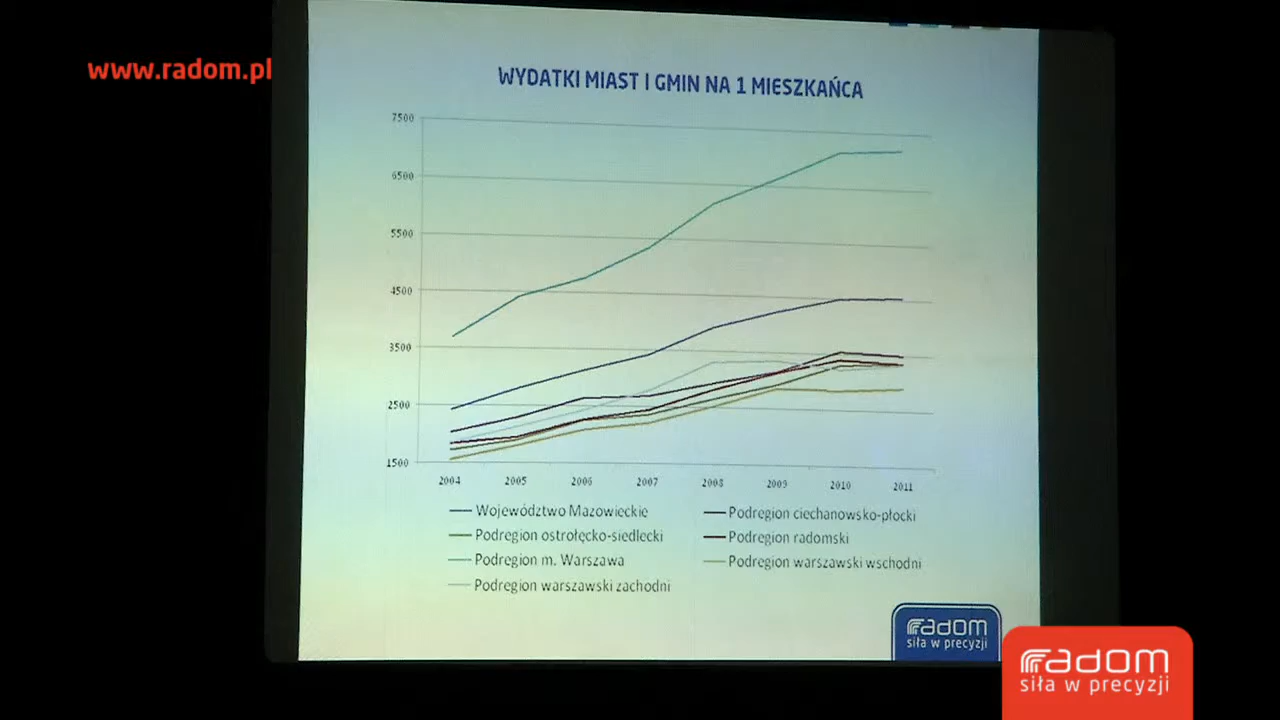 www.radom.pl
WYDATKI MIAST I GMIN NA 1 MIESZKAŃCA
7500
6500
5500
4500
3500
2500
1500
2004 2005 2006 2007 2008 2009 2010 2011
Województwo Mazowieckie
Podregion ciechanowsko-płocki
Podregion ostrołęcko-siedlecki
Podregion radomski
Podregion m. Warszawa
Podregion warszawski wschodni
Podregion warszawski zachodni
radom
siła w precyzji
radom
siła w precyzji